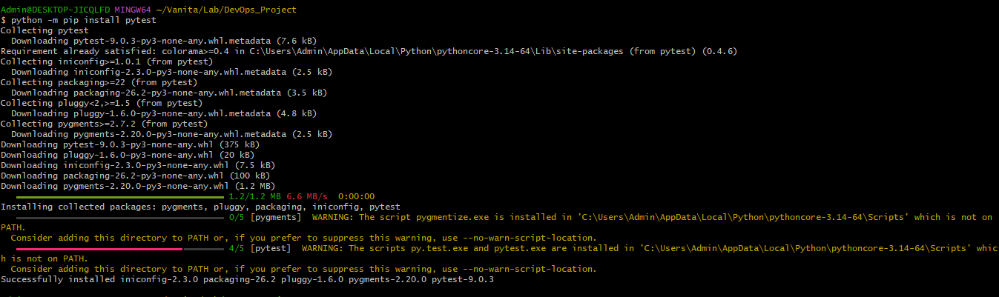 Admin@DESKTOP-JICQLFD MINGW64 ~/Vanita/Lab/DevOps_Project
$ python -m pip install pytest
Collecting pytest
  Downloading pytest-9.0.3-py3-none-any.whl.metadata (7.6 kB)
Requirement already satisfied: colorama>=0.4 in C:\Users\Admin\AppData\Local\Python\pythoncore-3.14-64\Lib\site-packages (from pytest) (0.4.6)
Collecting iniconfig>=1.0.1 (from pytest)
  Downloading iniconfig-2.3.0-py3-none-any.whl.metadata (2.5 kB)
Collecting packaging>=22 (from pytest)
  Downloading packaging-26.2-py3-none-any.whl.metadata (3.5 kB)
Collecting pluggy<2,>=1.5 (from pytest)
  Downloading pluggy-1.6.0-py3-none-any.whl.metadata (4.8 kB)
Collecting pygments>=2.7.2 (from pytest)
  Downloading pygments-2.20.0-py3-none-any.whl.metadata (2.5 kB)
Downloading pytest-9.0.3-py3-none-any.whl (375 kB)
Downloading pluggy-1.6.0-py3-none-any.whl (20 kB)
Downloading iniconfig-2.3.0-py3-none-any.whl (7.5 kB)
Downloading packaging-26.2-py3-none-any.whl (100 kB)
Downloading pygments-2.20.0-py3-none-any.whl (1.2 MB)
1.2/1.2 MB 6.6 MB/s  0:00:00
Installing collected packages: pygments, pluggy, packaging, iniconfig, pytest
0/5 [pygments]  WARNING: The script pygmentize.exe is installed in 'C:\Users\Admin\AppData\Local\Python\pythoncore-3.14-64\Scripts' which is not on
PATH.
  Consider adding this directory to PATH or, if you prefer to suppress this warning, use --no-warn-script-location.
4/5 [pytest]  WARNING: The scripts py.test.exe and pytest.exe are installed in 'C:\Users\Admin\AppData\Local\Python\pythoncore-3.14-64\Scripts' whic
h is not on PATH.
  Consider adding this directory to PATH or, if you prefer to suppress this warning, use --no-warn-script-location.
Successfully installed iniconfig-2.3.0 packaging-26.2 pluggy-1.6.0 pygments-2.20.0 pytest-9.0.3